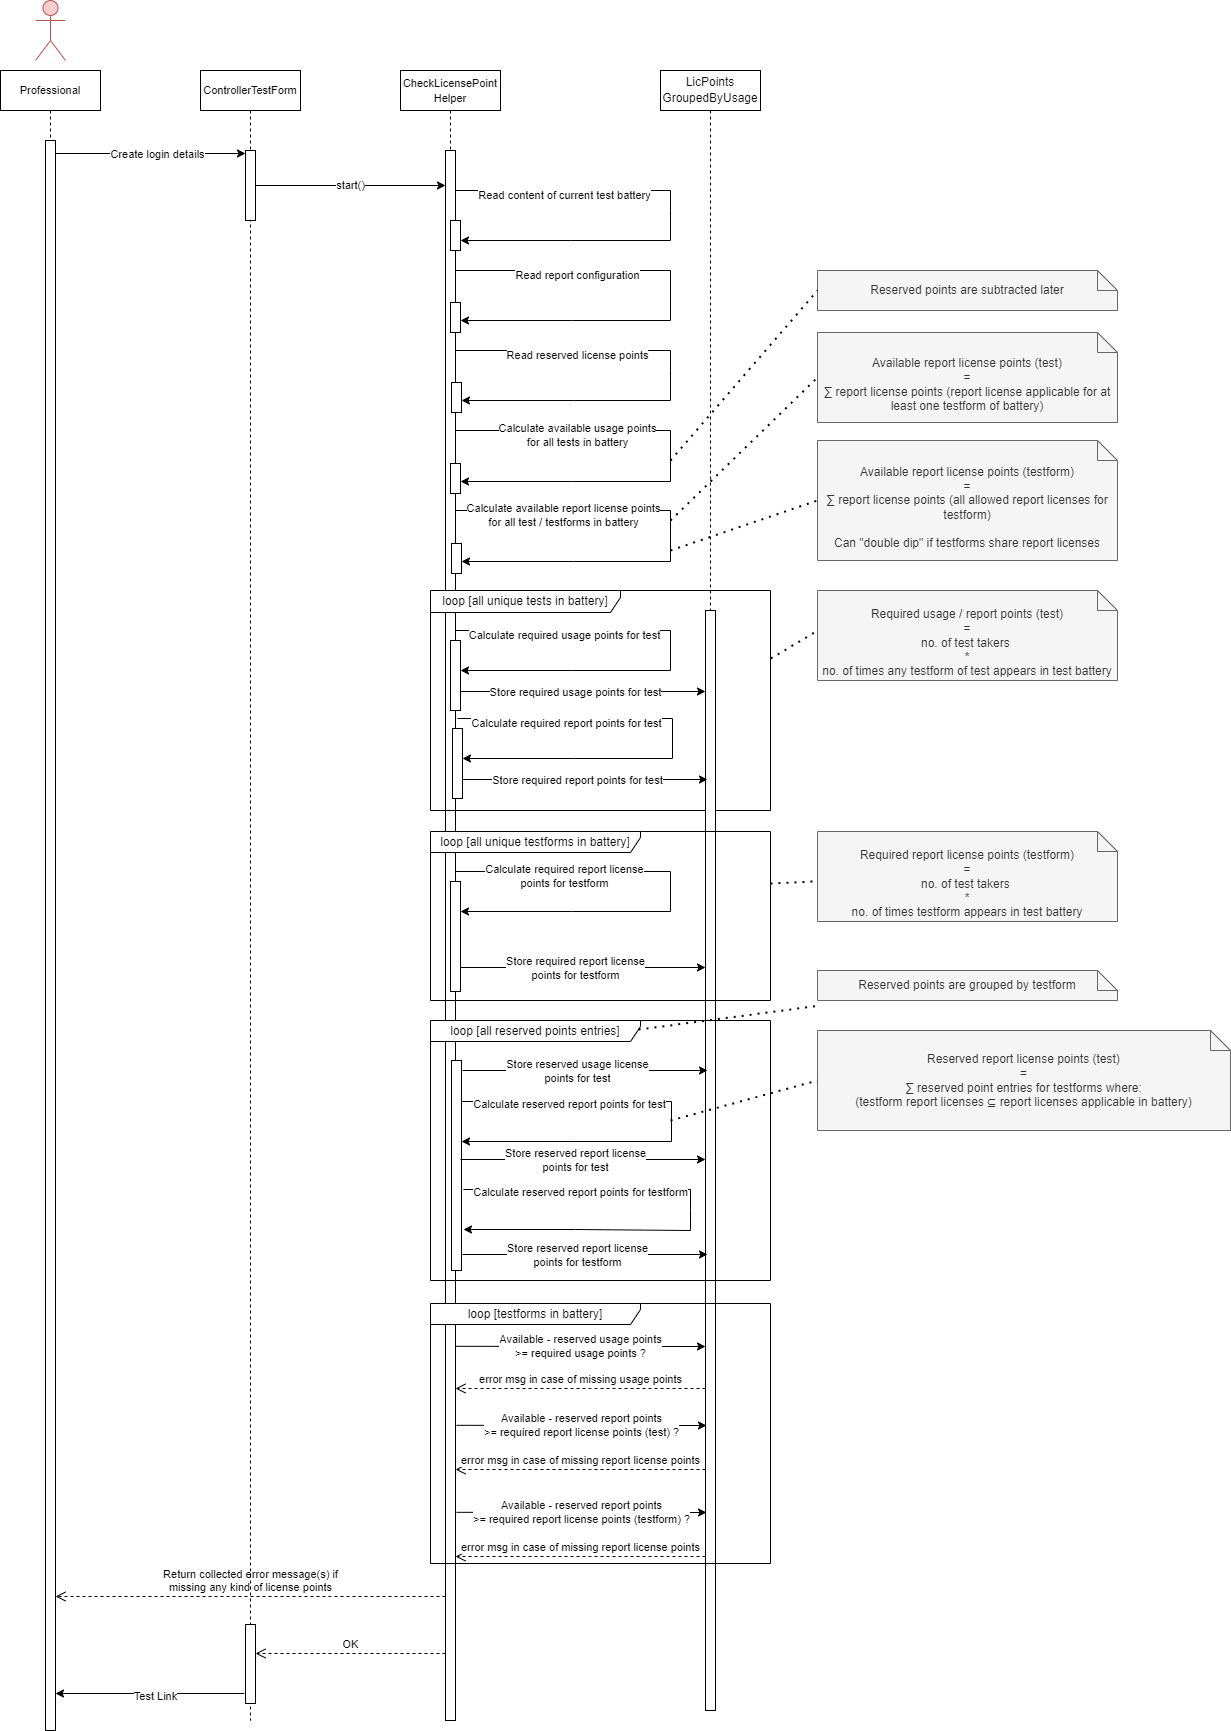 Professional
ControllerTestForm
CheckLicensePoint
Helper
LicPoints
GroupedByUsage
Create login details
start()
Read content of current test battery
Read report configuration
Reserved points are subtracted later
Read reserved license points
Available report license points (test)
=
∑ report license points (report license applicable for at
least one testform of battery)
Calculate available usage points
for all tests in battery
Available report license points (testform)
=
∑ report license points (all allowed report licenses for
testform)
Can "double dip" if testforms share report licenses
Calculate available report license points
for all test / testforms in battery
loop [all unique tests in battery]
Required usage / report points (test)
=
no. of test takers
*
no. of times any testform of test appears in test battery
Calculate required usage points for test
Store required usage points for test
Calculate required report points for test
Store required report points for test
loop [all unique testforms in battery]
Required report license points (testform)
=
no. of test takers
*
no. of times testform appears in test battery
Calculate required report license
points for testform
Store required report license
points for testform
Reserved points are grouped by testform
loop [all reserved points entries]
Reserved report license points (test)
=
∑ reserved point entries for testforms where:
(testform report licenses ⊆ report licenses applicable in battery)
Store reserved usage license
points for test
Calculate reserved report points for test
Store reserved report license
points for test
Calculate reserved report points for testform
Store reserved report license
points for testform
loop [testforms in battery]
Available - reserved usage points
>= required usage points ?
error msg in case of missing usage points
Available - reserved report points
>= required report license points (test) ?
error msg in case of missing report license points
Available - reserved report points
>= required report license points (testform) ?
error msg in case of missing report license points
Return collected error message(s) if
missing any kind of license points
OK
Test Link